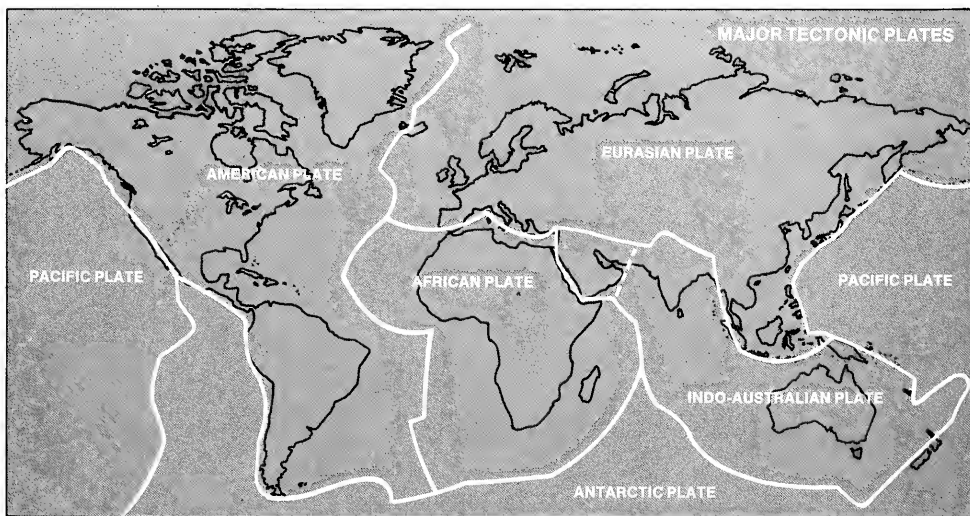 MAJOR TECTONIC PLATES
EURASIAN PLATE
AMERICAN PLATE
PACIFIC PLATE
AFRICAN PLATE
PACIFIC PLATE
INDO-AUSTRALIAN PLATE
ANTARCTIC PLATE